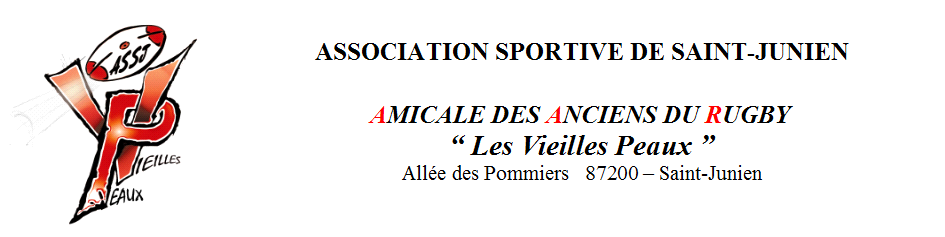 ASSJ
VIEILLES
PEAUX
ASSOCIATION SPORTIVE DE SAINT-JUNIEN
AMICALE DES ANCIENS DU RUGBY
“ Les Vieilles Peaux ”
Allée des Pommiers 87200 – Saint-Junien